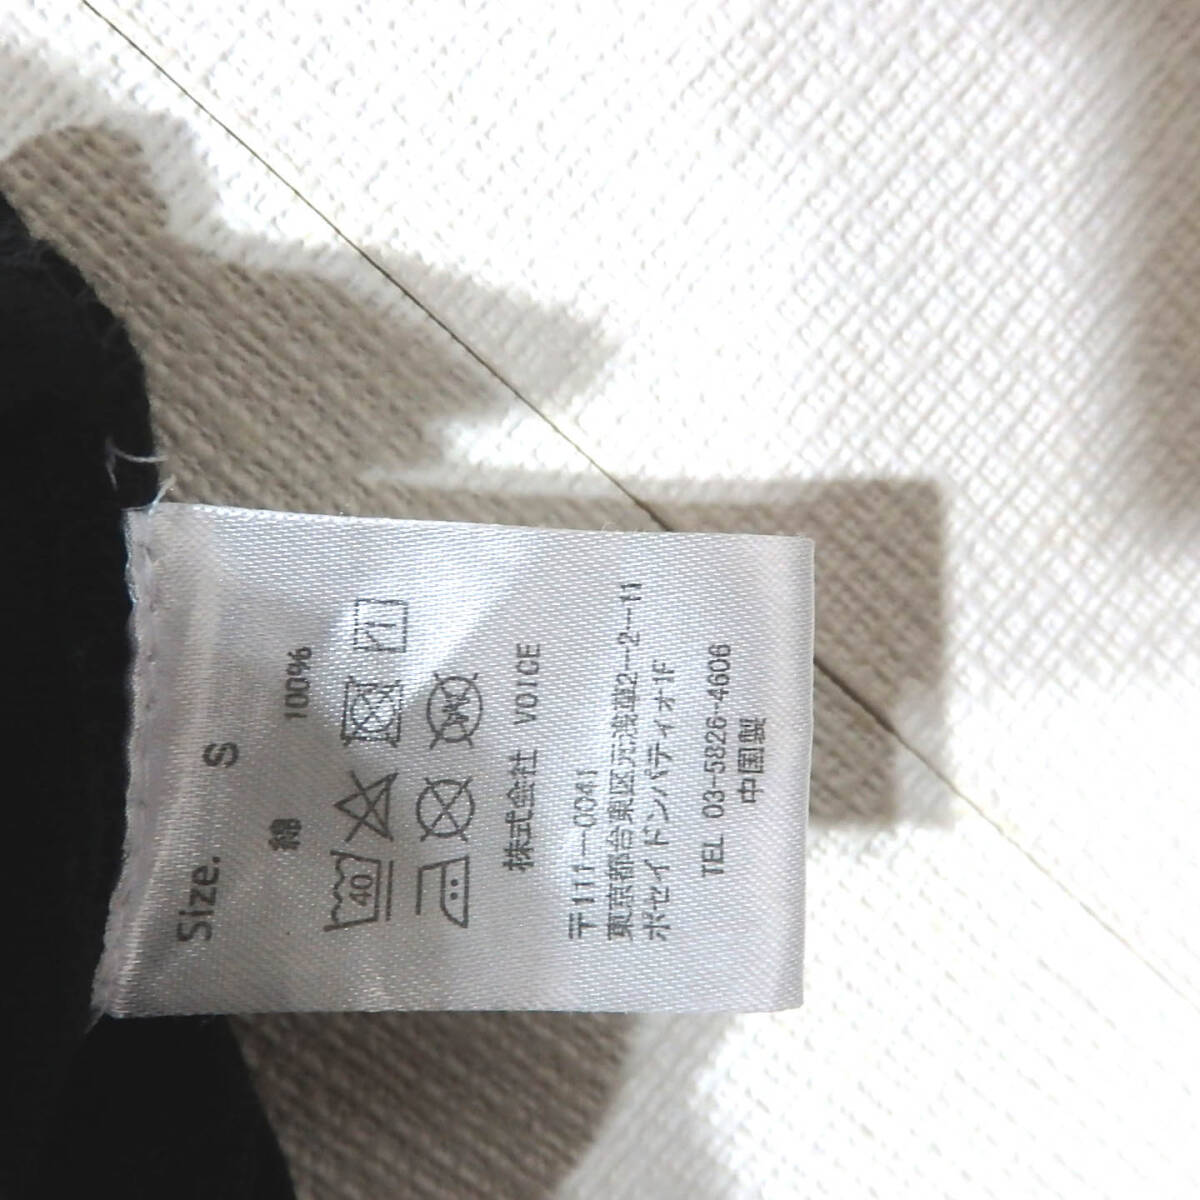 Size. S
綿 100%
40
株式会社 VOICE
〒111-0041
東京都台東区元浅草2-2-11
ポセイドンパティオ1F
TEL 03-5826-4606
中国製